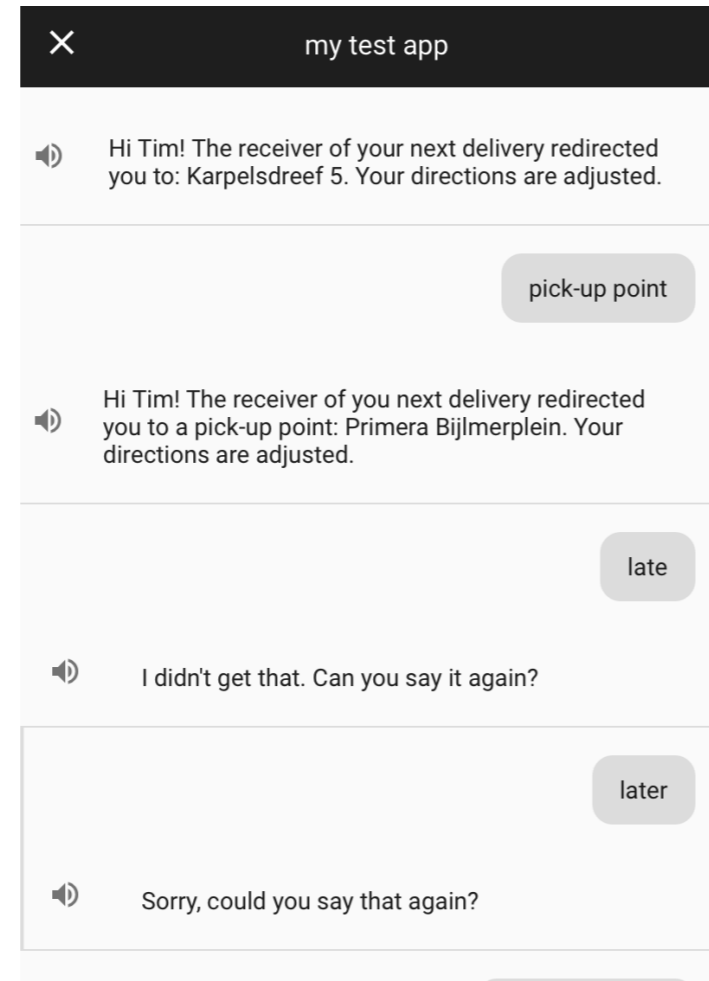 my test app
Hi Tim! The receiver of your next delivery redirected
you to: Karpelsdreef 5. Your directions are adjusted.
pick-up point
Hi Tim! The receiver of you next delivery redirected
you to a pick-up point: Primera Bijlmerplein. Your
directions are adjusted.
late
I didn't get that. Can you say it again?
later
Sorry, could you say that again?